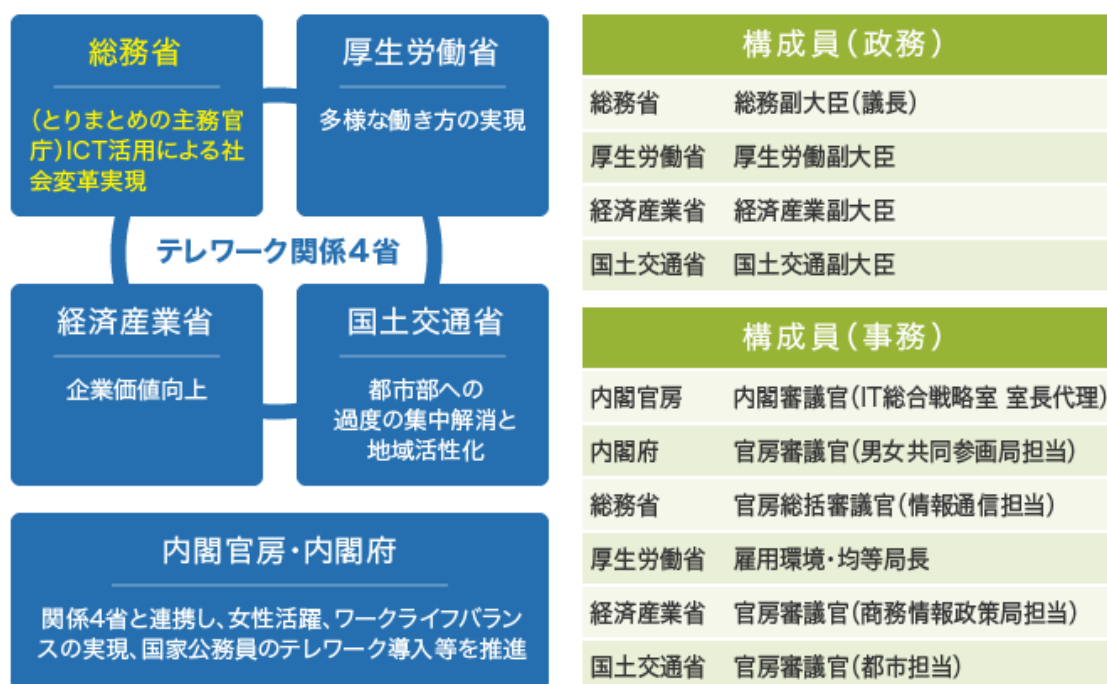 総務省
(とりまとめの主務官
庁)ICT活用による社
会変革実現
厚生労働省
多様な働き方の実現
テレワーク関係4省
経済産業省
企業価値向上
国土交通省
都市部への
過度の集中解消と
地域活性化
内閣官房・内閣府
関係4省と連携し、女性活躍、ワークライフバラン
スの実現、国家公務員のテレワーク導入等を推進
構成員(政務)
総務省 総務副大臣(議長)
厚生労働省 厚生労働副大臣
経済産業省 経済産業副大臣
国土交通省 国土交通副大臣
構成員(事務)
内閣官房 内閣審議官(IT総合戦略室 室長代理)
内閣府 官房審議官(男女共同参画局担当)
総務省 官房総括審議官(情報通信担当)
厚生労働省 雇用環境・均等局長
経済産業省 官房審議官(商務情報政策局担当)
国土交通省 官房審議官(都市担当)